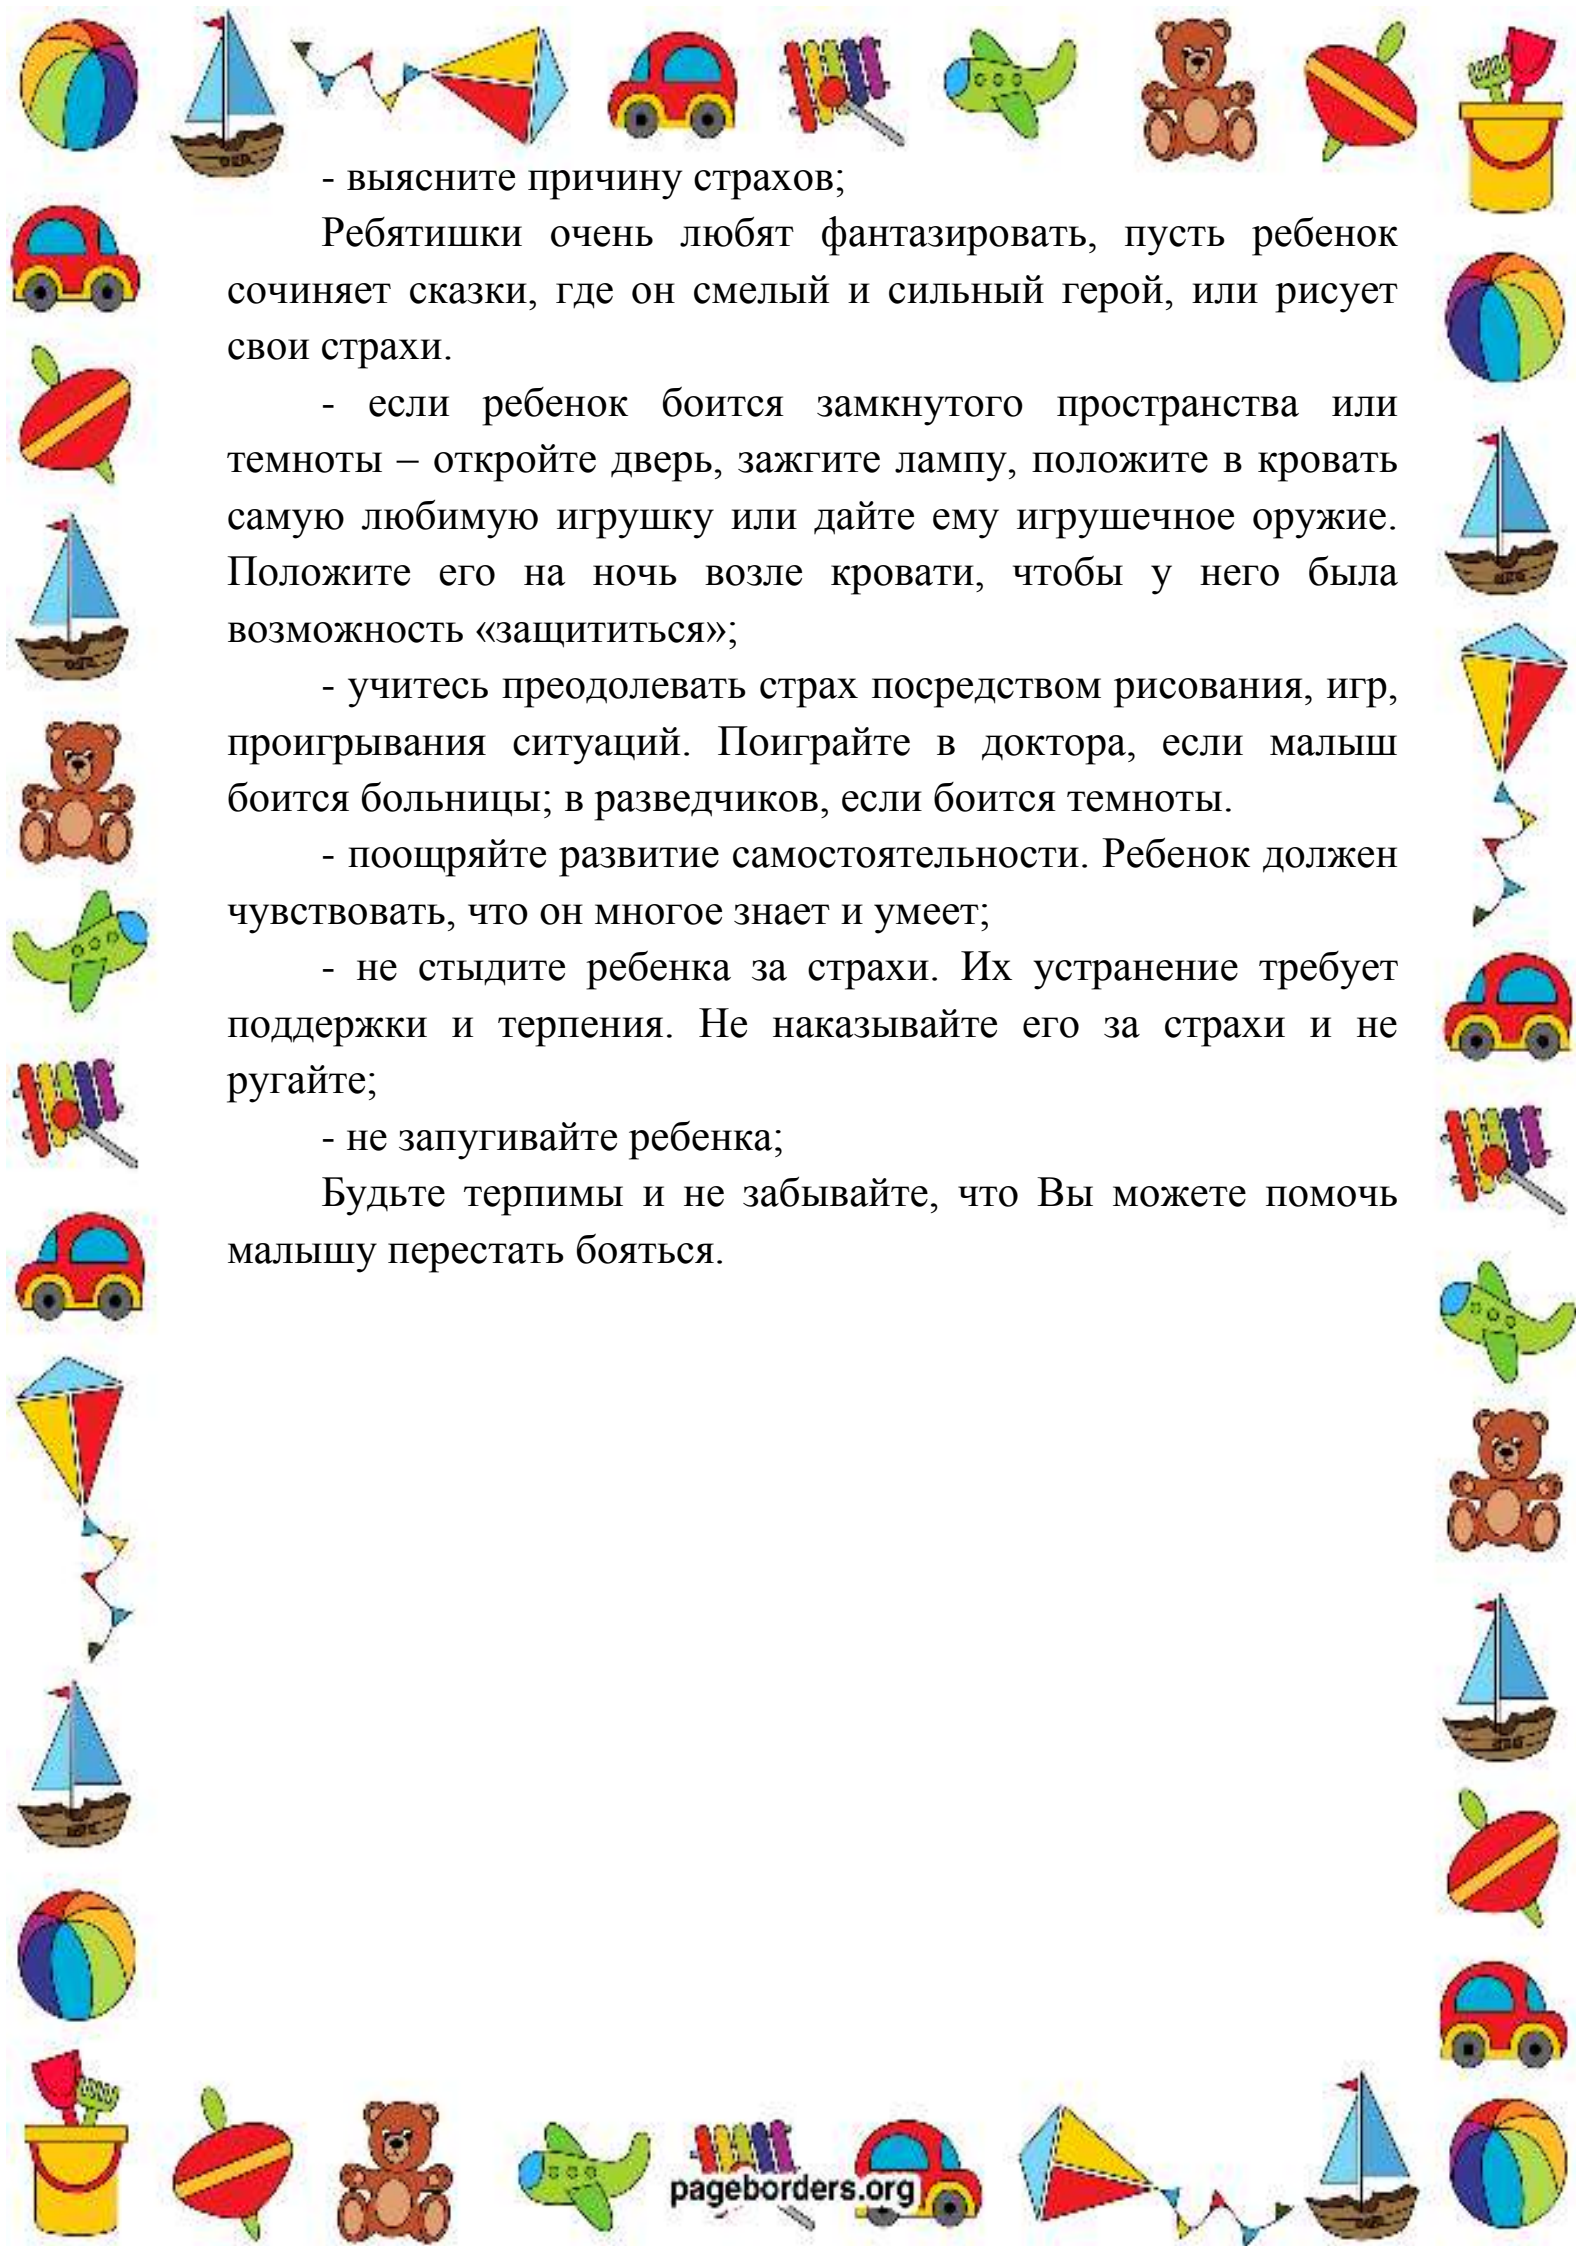 - выясните причину страхов;
Ребятишки очень любят фантазировать, пусть ребенок
сочиняет сказки, где он смелый и сильный герой, или рисует
свои страхи.
- если ребенок боится замкнутого пространства или
темноты – откройте дверь, зажгите лампу, положите в кровать
самую любимую игрушку или дайте ему игрушечное оружие.
Положите его на ночь возле кровати, чтобы у него была
возможность «защититься»;
- учитесь преодолевать страх посредством рисования, игр,
проигрывания ситуаций. Поиграйте в доктора, если малыш
боится больницы; в разведчиков, если боится темноты.
- поощряйте развитие самостоятельности. Ребенок должен
чувствовать, что он многое знает и умеет;
- не стыдите ребенка за страхи. Их устранение требует
поддержки и терпения. Не наказывайте его за страхи и не
ругайте;
- не запугивайте ребенка;
Будьте терпимы и не забывайте, что Вы можете помочь
малышу перестать бояться.
pageborders.org